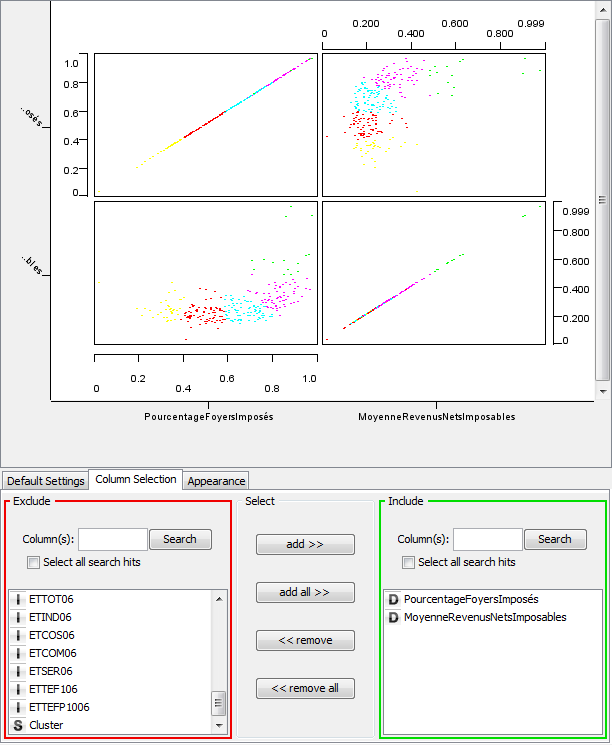 0.200 0.600 0.999
0.400 0.800
1.0
0.8
0.6
0.4
0.2
0
...osés
0.999
0.800
0.600
0.400
0.200
0
...bles
0 0.2 0.4 0.6 0.8 1.0
PourcentageFoyersImposés MoyenneRevenusNetsImposables
Default Settings Column Selection Appearance
Exclude Select Include
Column(s): Search
Select all search hits
ETTOT06
ETIND06
ETCOS06
ETCOM06
ETSER06
ETTEF106
ETTEFP1006
S Cluster
add >>
add all >>
<< remove
<< remove all
Column(s): Search
Select all search hits
D PourcentageFoyersImposés
D MoyenneRevenusNetsImposables